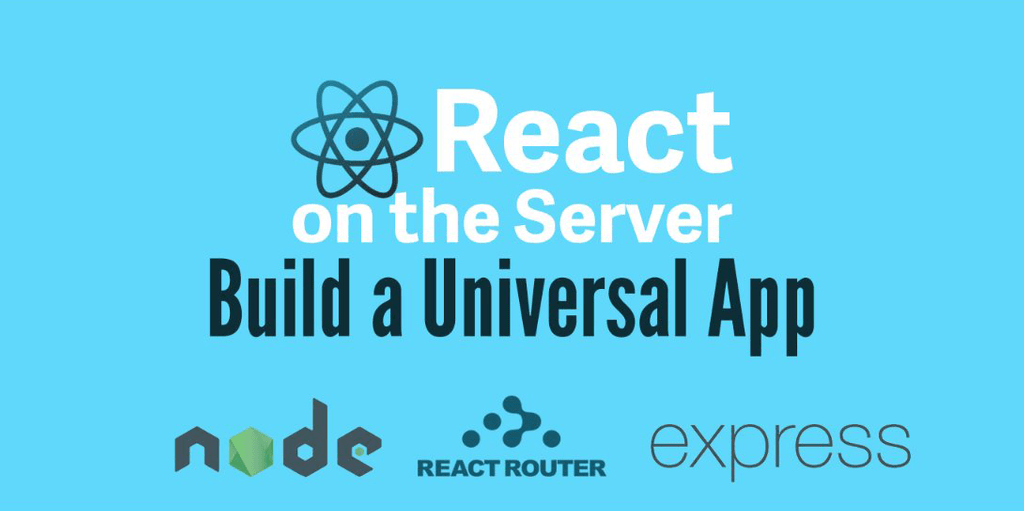 React
on the Server
Build a Universal App
node
REACT ROUTER
express